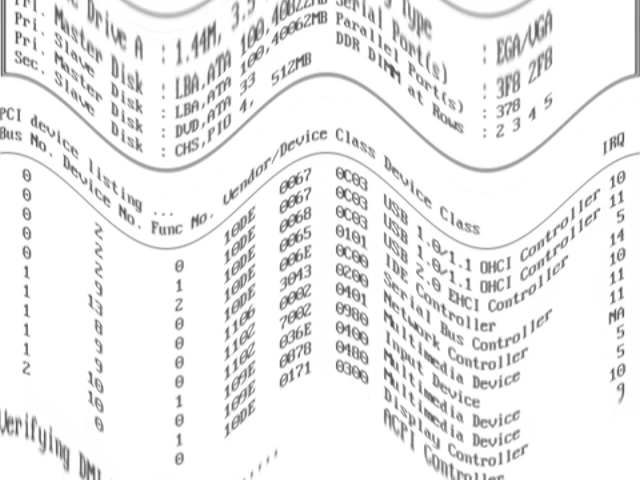 Drive A : 1.44M, 3.5 Type : EGA/VGA
Pri. Master Disk : LBA,ATA 100, Serial Port(s) : 3F8 2F8
Pri. Slave Disk : LBA,ATA 100,40062MB Parallel Port(s) : 378
Master Disk : DVD,ATA 33 DDR DIMM at Rows : 2 3 4 5
Sec. Slave Disk : CHS,PIO 4, 512MB
PCI device listing ...
Bus No. Device No. Func No. Vendor/Device Class Device Class IRQ
0 2 0 10DE 0067 0C03 USB 1.0/1.1 OHCI Controller 10
0 2 1 10DE 0067 0C03 USB 1.0/1.1 OHCI Controller 11
0 2 2 10DE 0068 0C03 USB 2.0 EHCI Controller 5
0 9 0 10DE 0065 0101 IDE Controller 14
0 13 0 10DE 006E 0C00 Serial Bus Controller 10
1 8 0 1106 3043 0200 Network Controller 11
1 9 0 1102 0002 0401 Multimedia Device 11
1 9 1 1102 7002 0980 Input Device NA
1 10 0 109E 036E 0400 Multimedia Device 5
1 10 1 109E 0878 0480 Multimedia Device 5
2 0 0 10DE 0171 0300 Display Controller 10
ACPI Controller 9
Verifying DMI .....